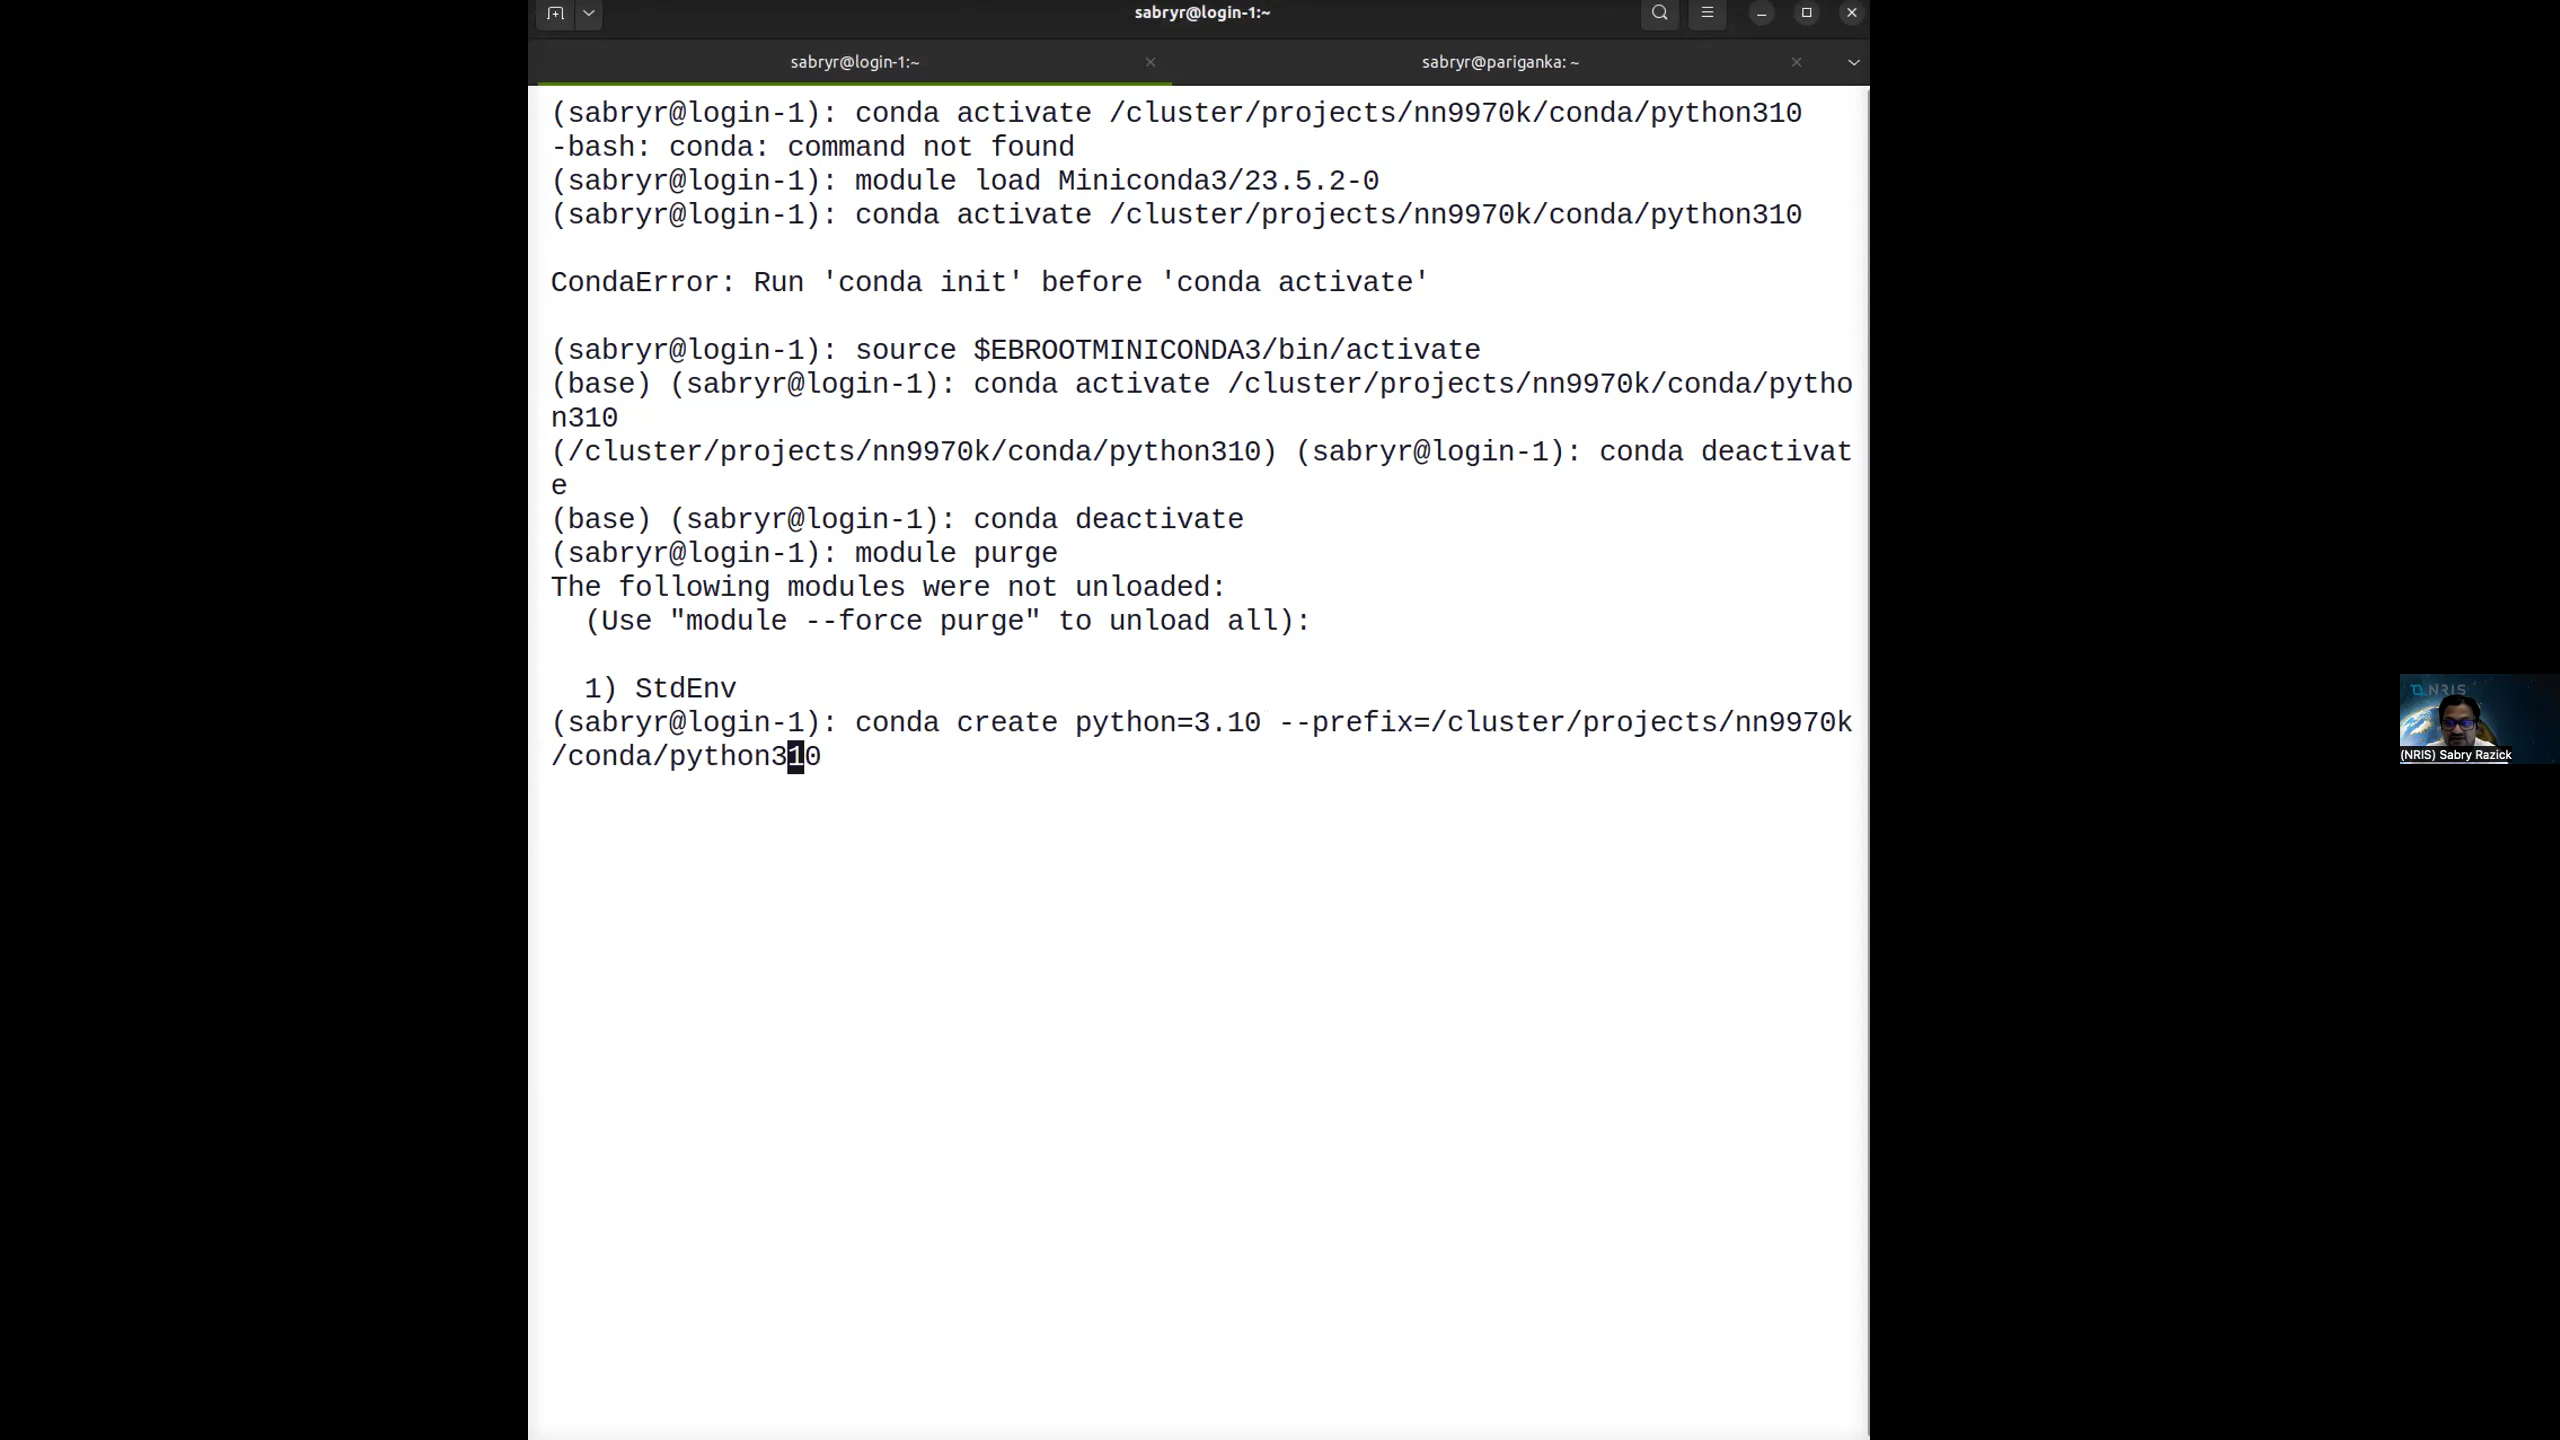 sabryr@login-1:~
sabryr@login-1:~
sabryr@pariganka: ~
(sabryr@login-1): conda activate /cluster/projects/nn9970k/conda/python310
-bash: conda: command not found
(sabryr@login-1): module load Miniconda3/23.5.2-0
(sabryr@login-1): conda activate /cluster/projects/nn9970k/conda/python310
CondaError: Run 'conda init' before 'conda activate'
(sabryr@login-1): source $EBROOTMINICONDA3/bin/activate
(base) (sabryr@login-1): conda activate /cluster/projects/nn9970k/conda/pytho
n310
(/cluster/projects/nn9970k/conda/python310) (sabryr@login-1): conda deactivat
e
(base) (sabryr@login-1): conda deactivate
(sabryr@login-1): module purge
The following modules were not unloaded:
  (Use "module --force purge" to unload all):
  1) StdEnv
(sabryr@login-1): conda create python=3.10 --prefix=/cluster/projects/nn9970k
/conda/python310
NRIS
(NRIS) Sabry Razick